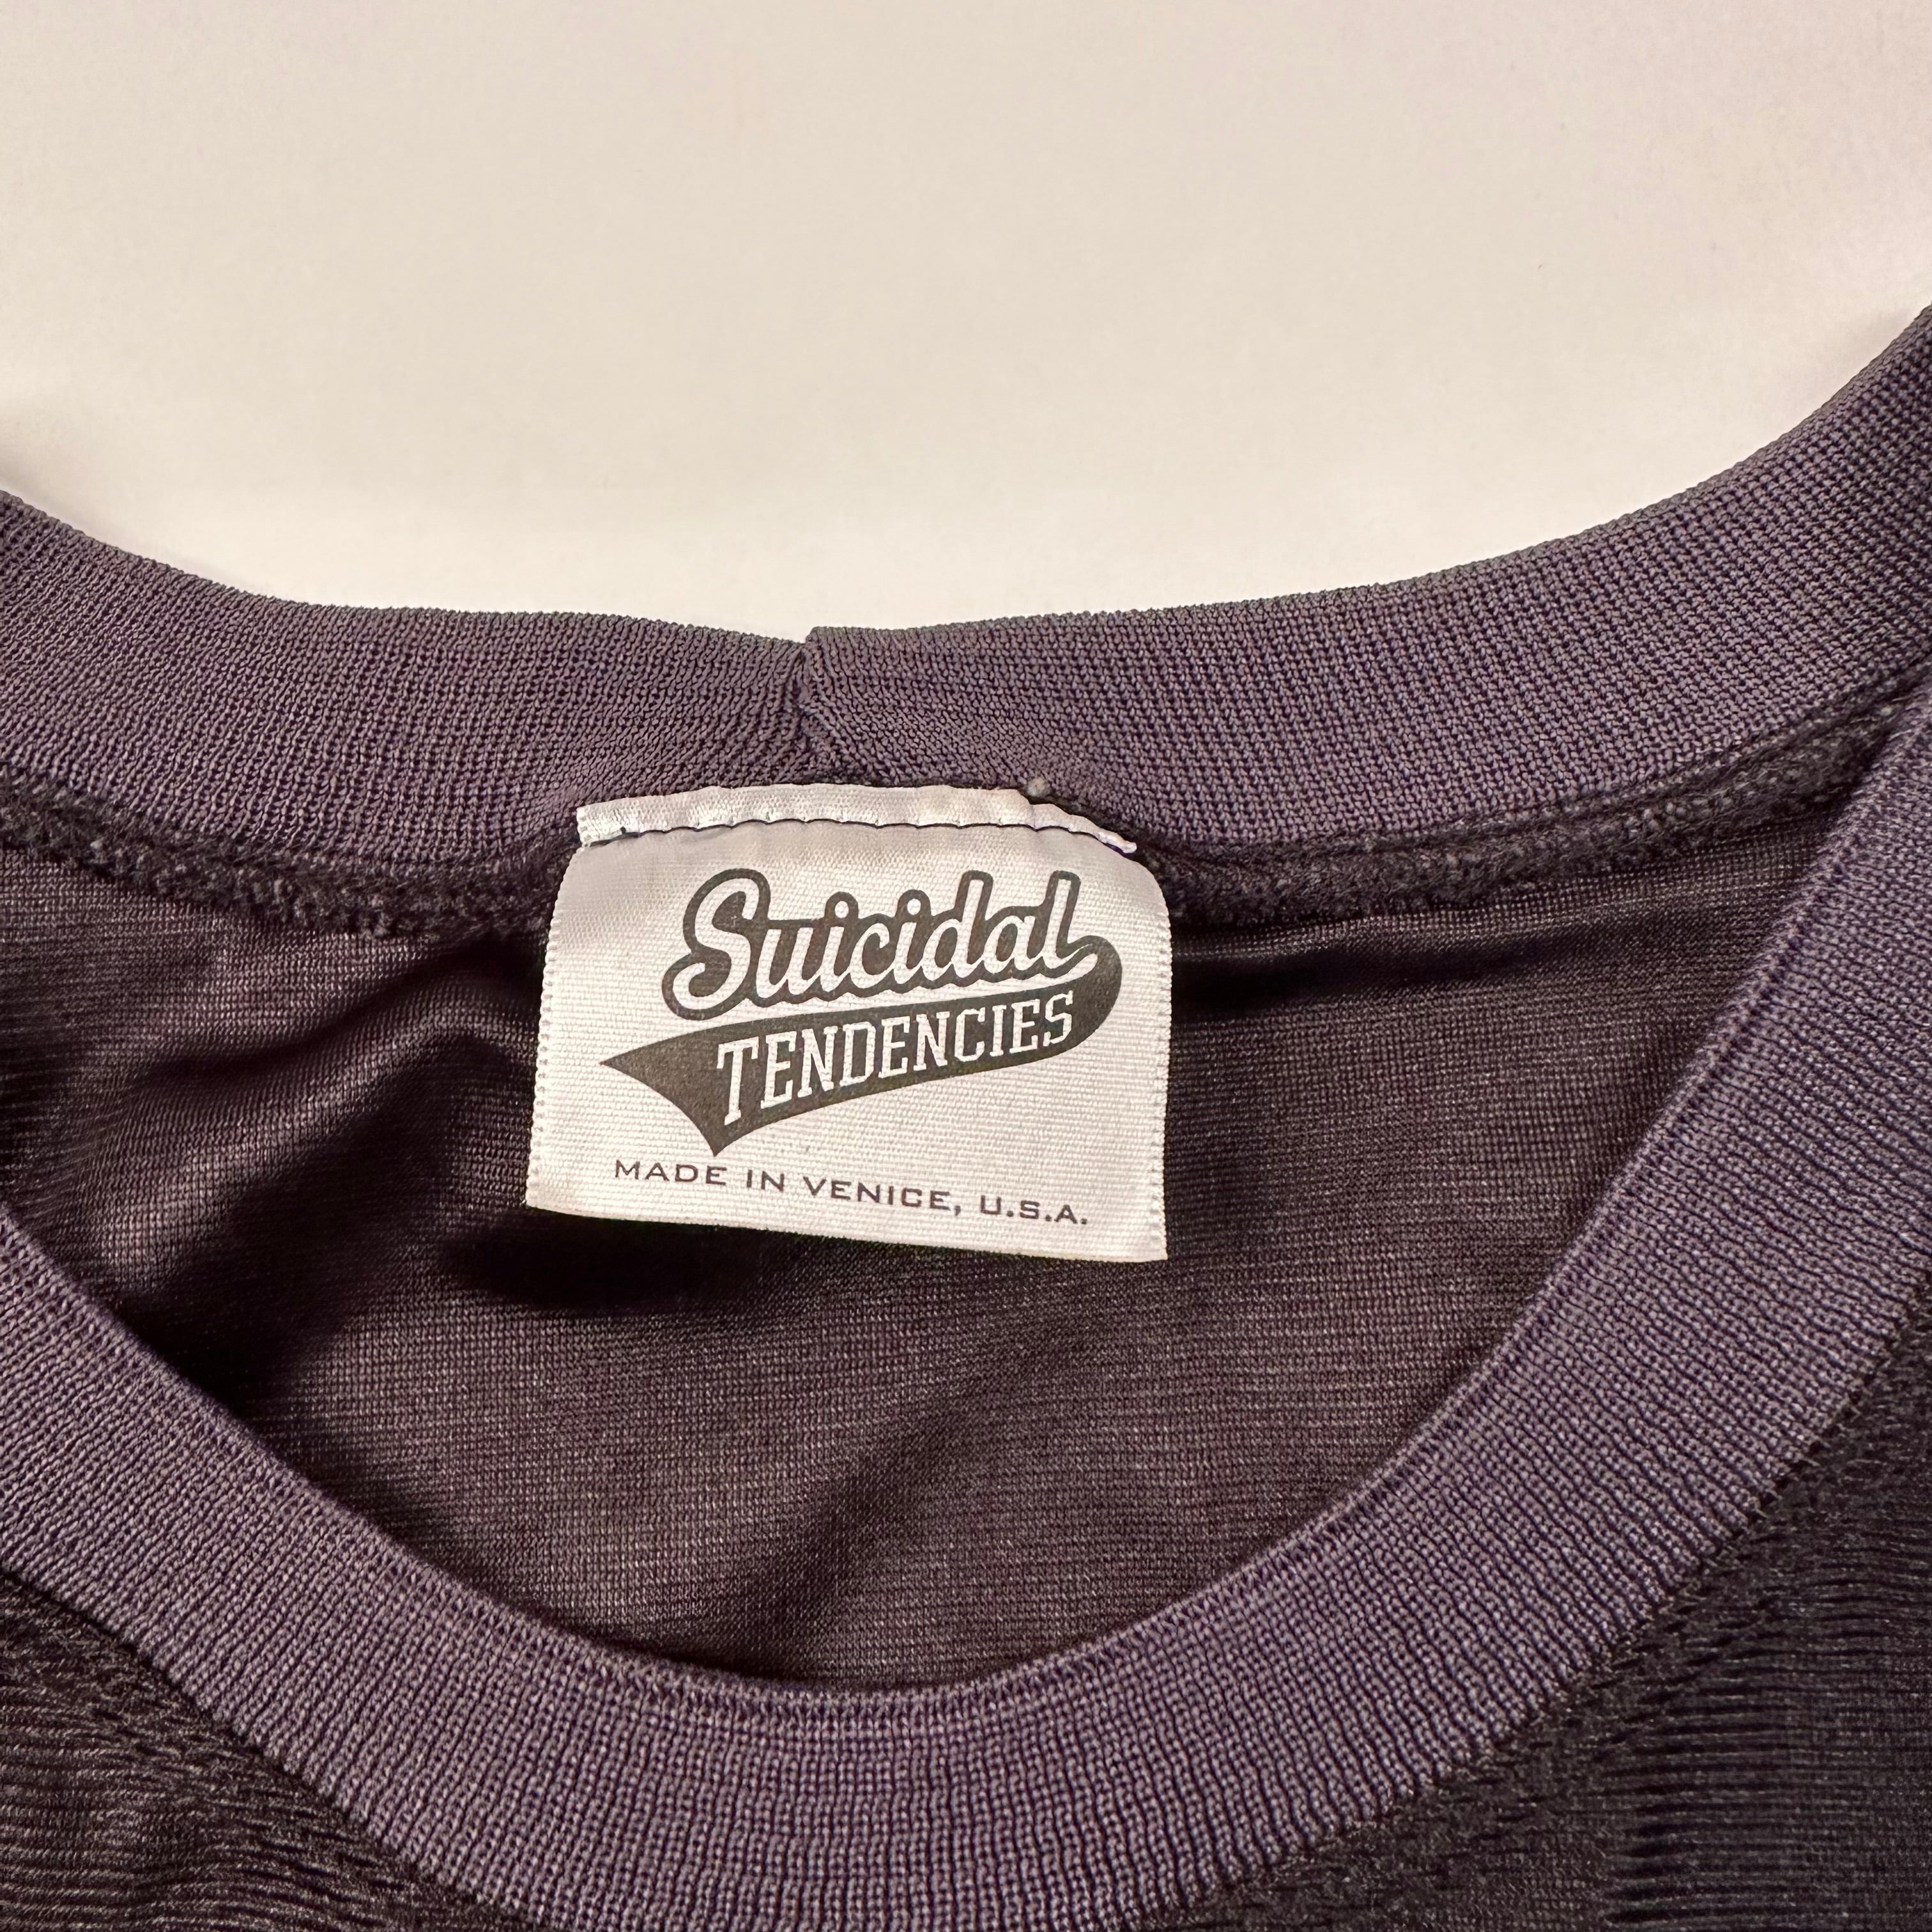 Suicidal
TENDENCIES
MADE IN VENICE, U.S.A.